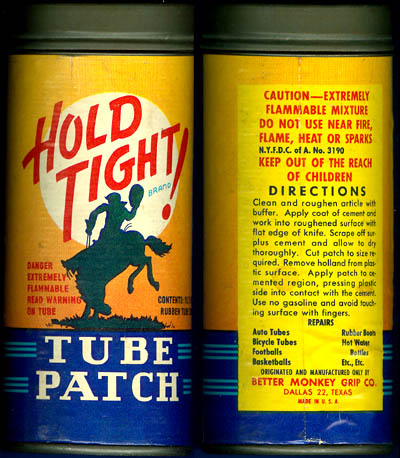 HOLD
TIGHT!
BRAND
DANGER
EXTREMELY
FLAMMABLE
READ WARNING
ON TUBE
CONTENTS:
RUBBER TUBE
TUBE
PATCH
CAUTION—EXTREMELY
FLAMMABLE MIXTURE
DO NOT USE NEAR FIRE,
FLAME, HEAT OR SPARKS
N.Y.F.D.C. of A. No. 3190
KEEP OUT OF THE REACH
OF CHILDREN
DIRECTIONS
Clean and roughen article with
buffer. Apply coat of cement and
work into roughened surface with
flat edge of knife. Scrape off sur-
plus cement and allow to dry
thoroughly. Cut patch to size re-
quired. Remove holland from plas-
tic surface. Apply patch to ce-
mented region, pressing plastic
side into contact with the cement.
Use no gasoline and avoid touch-
ing surface with fingers.
REPAIRS
Auto Tubes Rubber Boots
Bicycle Tubes Hot Water
Footballs Bottles
Basketballs Etc., Etc.
ORIGINATED AND MANUFACTURED ONLY BY
BETTER MONKEY GRIP CO.
DALLAS 22, TEXAS
MADE IN U. S. A.